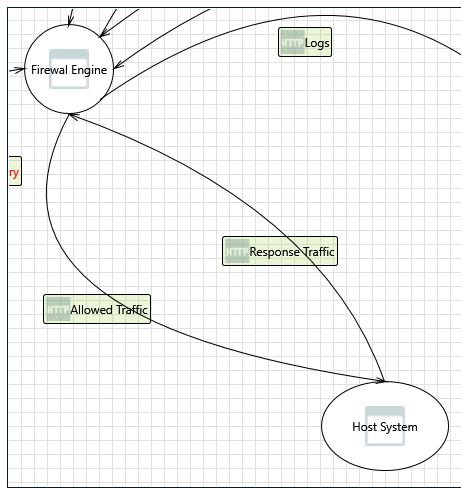 Logs
Firewal Engine
ry
Response Traffic
Allowed Traffic
Host System